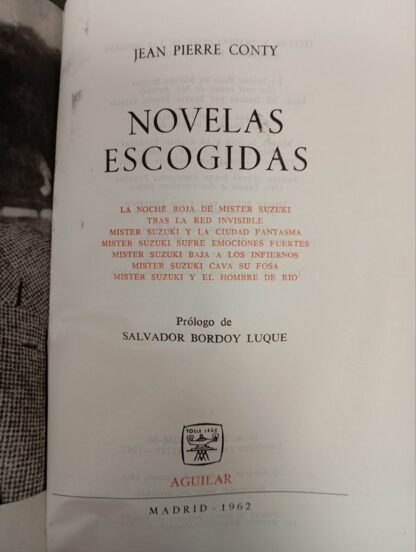 JEAN PIERRE CONTY
NOVELAS
ESCOGIDAS
LA NOCHE ROJA DE MISTER SUZUKI
TRAS LA RED INVISIBLE
MISTER SUZUKI Y LA CIUDAD FANTASMA
MISTER SUZUKI SUFRE EMOCIONES FUERTES
MISTER SUZUKI BAJA A LOS INFIERNOS
MISTER SUZUKI CAVA SU FOSA
MISTER SUZUKI Y EL HOMBRE DE RIO
Prólogo de
SALVADOR BORDOY LUQUE
TOLLE LEGE
AGUILAR
MADRID - 1962